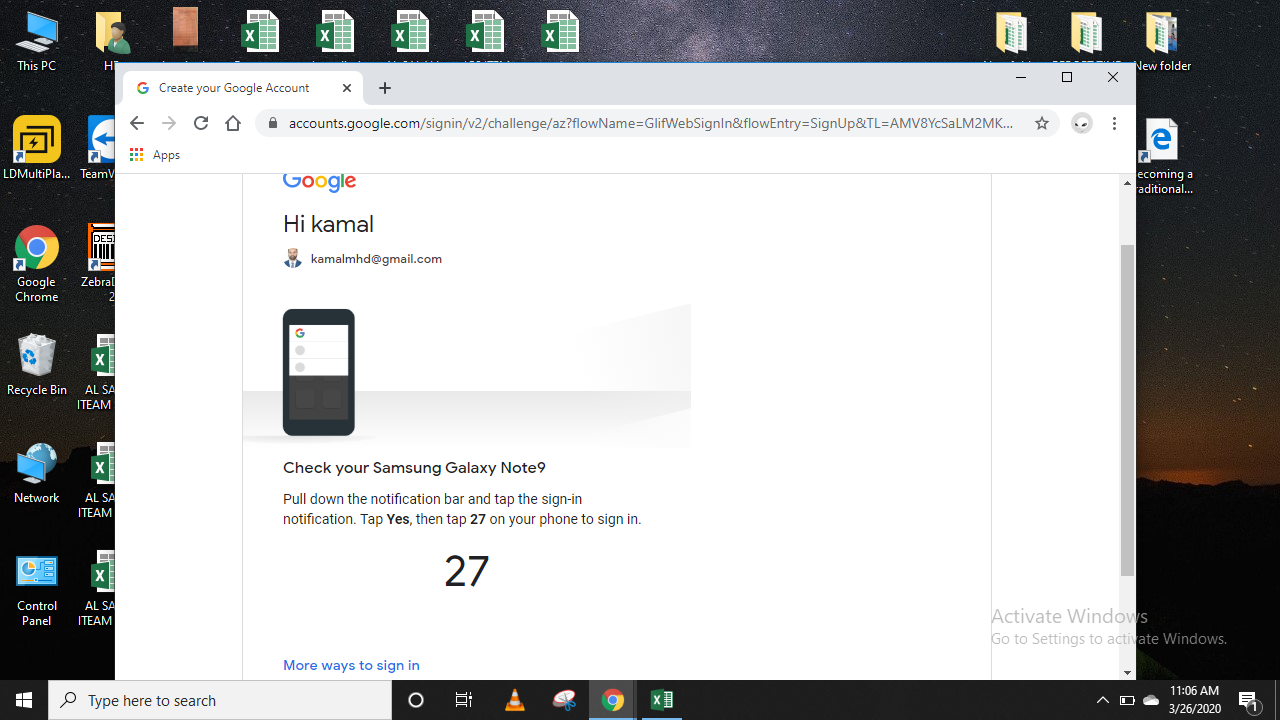 This PC
New folder
Create your Google Account
accounts.google.com/signin/v2/challenge/az?flowName=GlifWebSignIn&flowEntry=SignUp&TL=AMV8YcSaLM2MK...
Apps
LDMultiPla...
TeamV
Google
Hi kamal
kamalmhd@gmail.com
Google
Chrome
ZebraD
2
Recycle Bin
AL SA
ITEAM
Check your Samsung Galaxy Note9
Pull down the notification bar and tap the sign-in
notification. Tap Yes, then tap 27 on your phone to sign in.
27
Network
AL SA
ITEAM
Control
Panel
AL SA
ITEAM
More ways to sign in
Activate Windows
Go to Settings to activate Windows.
Type here to search
11:06 AM
3/26/2020
1